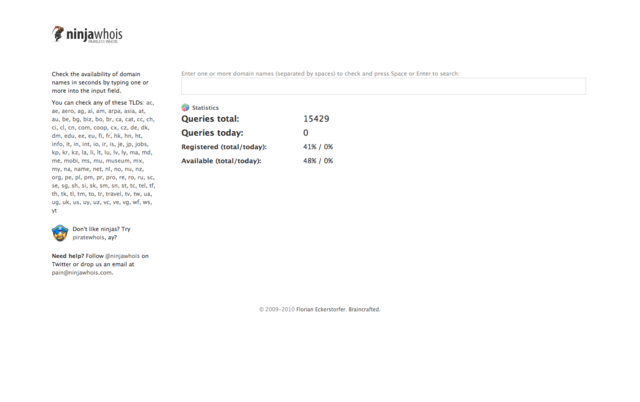 ninjawhois
Check the availability of domain
names in seconds by typing one or
more into the input field.
You can check any of these TLDs: ac,
ae, aero, ag, ai, am, arpa, asia, at,
au, be, bg, biz, bo, br, ca, cat, cc, ch,
ci, cl, cn, com, coop, cx, cz, de, dk,
dm, edu, ee, eu, fi, fr, hk, hn, ht,
info, it, in, int, io, ir, is, je, jp, jobs,
kp, kr, kz, la, li, lt, lu, lv, ly, ma, md,
me, mobi, ms, mu, museum, mx,
my, na, name, net, nl, no, nu, nz,
org, pe, pl, pm, pr, pro, re, ro, ru, sc,
se, sg, sh, si, sk, sm, sn, st, tc, tel, tf,
th, tk, tl, tm, to, tr, travel, tv, tw, ua,
ug, uk, us, uy, uz, vc, ve, vg, wf, ws,
yt
Don't like ninjas? Try
piratewhois, ay?
Need help? Follow @ninjawhois on
Twitter or drop us an email at
pain@ninjawhois.com.
Enter one or more domain names (separated by spaces) to check and press Space or Enter to search:
Statistics
Queries total: 15429
Queries today: 0
Registered (total/today): 41% / 0%
Available (total/today): 48% / 0%
© 2009–2010 Florian Eckerstorfer. Braincrafted.